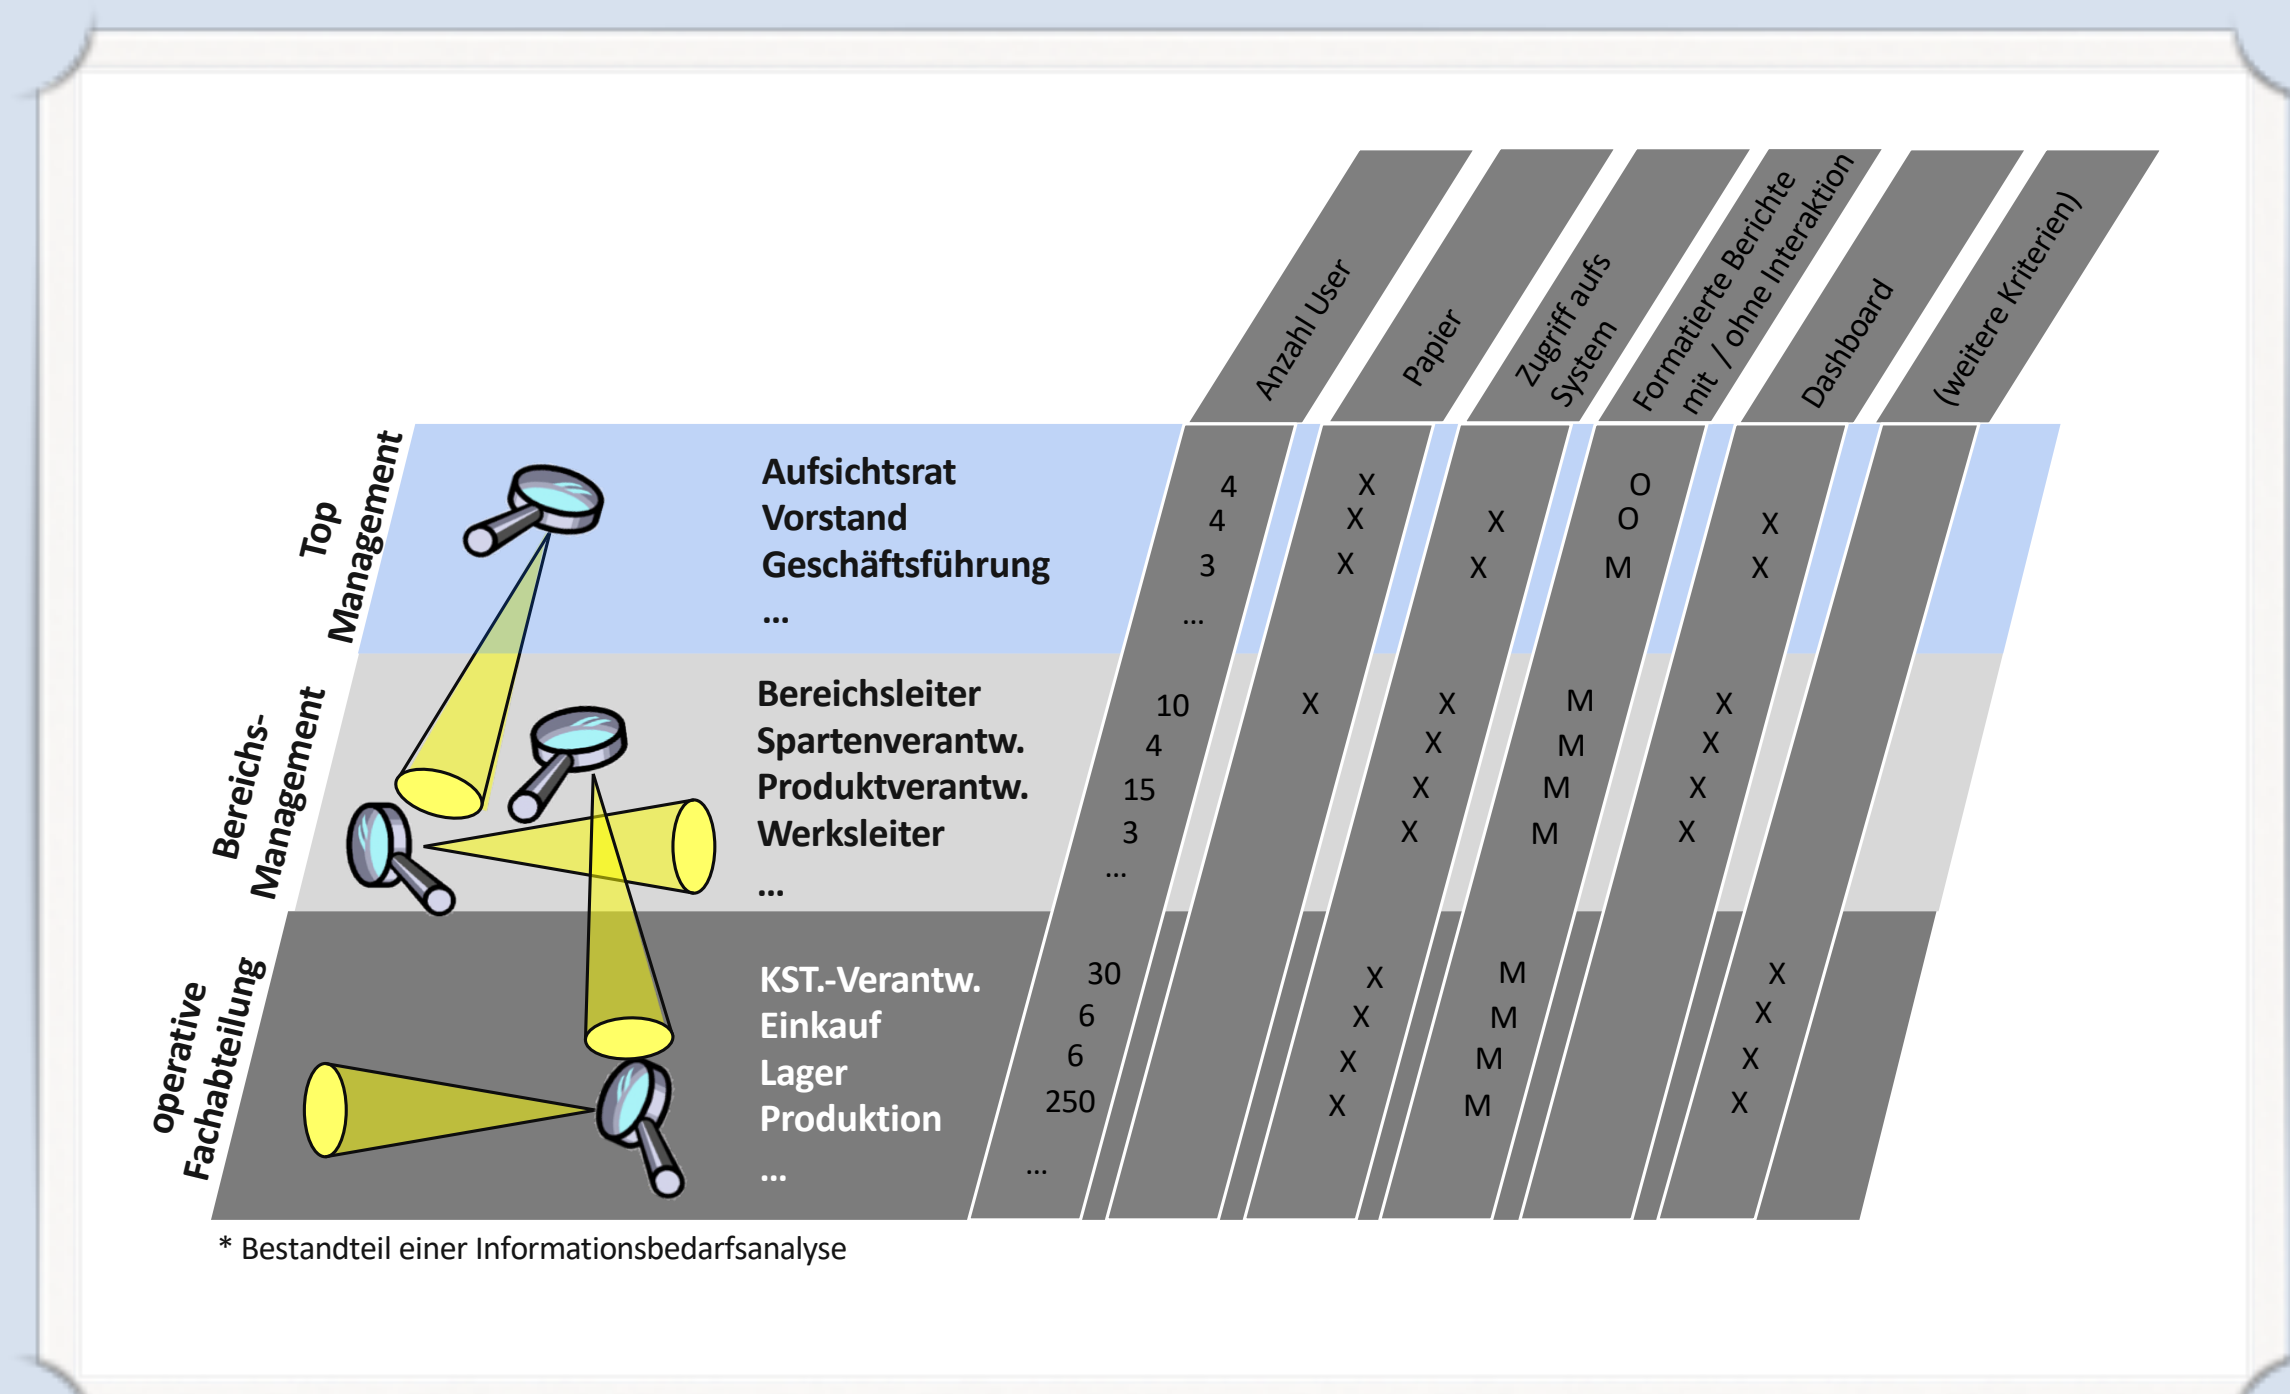 Anzahl User
Papier
Zugriff aufs
System
Formatierte Berichte
mit / ohne Interaktion
Dashboard
(weitere Kriterien)
Top
Management
Aufsichtsrat 4 X O
Vorstand 4 X X O X
Geschäftsführung 3 X X M X
... ...
Bereichs-
Management
Bereichsleiter 10 X X M X
Spartenverantw. 4 X M X
Produktverantw. 15 X M X
Werksleiter 3 X M X
... ...
operative
Fachabteilung
KST.-Verantw. 30 X M X
Einkauf 6 X M X
Lager 6 X M X
Produktion 250 X M X
... ...
* Bestandteil einer Informationsbedarfsanalyse